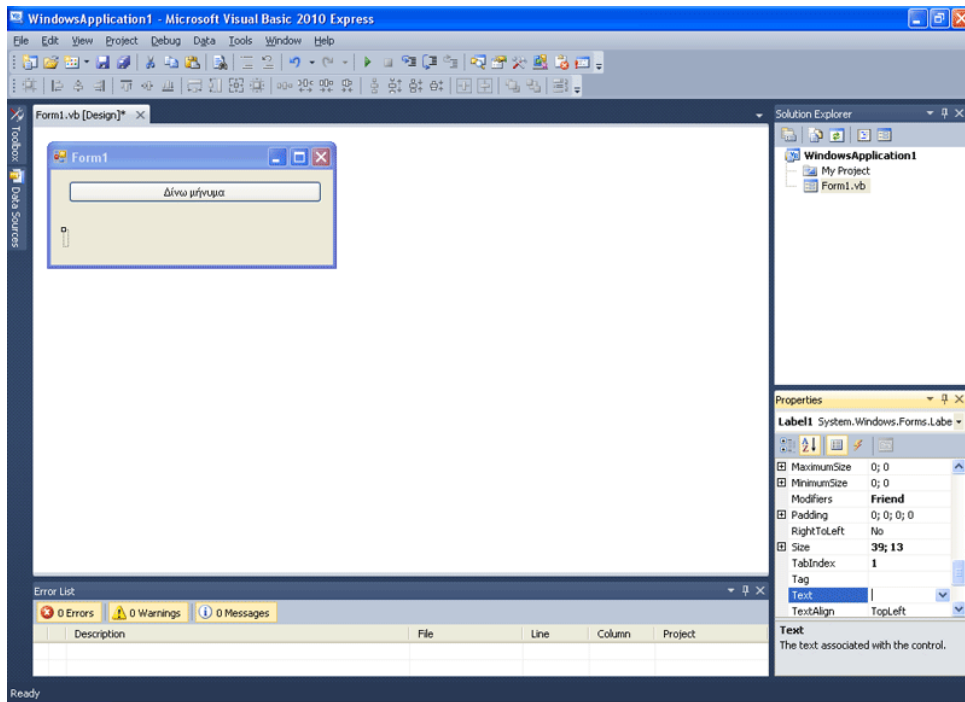 WindowsApplication1 - Microsoft Visual Basic 2010 Express
File Edit View Project Debug Data Tools Window Help
Form1.vb [Design]*
Toolbox
Data Sources
Form1
Δίνω μήνυμα
Solution Explorer
WindowsApplication1
My Project
Form1.vb
Properties
Label1 System.Windows.Forms.Labe
MaximumSize 0; 0
MinimumSize 0; 0
Modifiers Friend
Padding 0; 0; 0; 0
RightToLeft No
Size 39; 13
TabIndex 1
Tag
Text
TextAlign TopLeft
Text
The text associated with the control.
Error List
0 Errors 0 Warnings 0 Messages
Description File Line Column Project
Ready